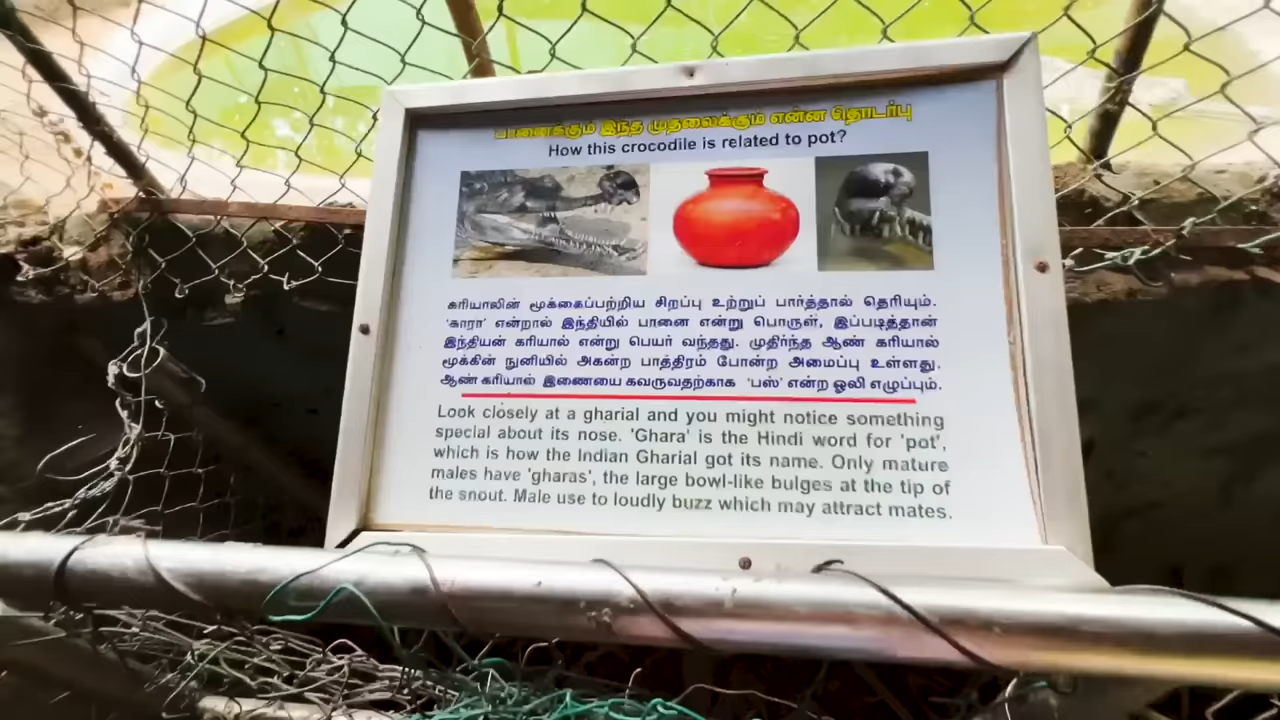 பானைக்கும் இந்த முதலைக்கும் என்ன தொடர்பு
How this crocodile is related to pot?
கரியாலின் மூக்கைப்பற்றிய சிறப்பு உற்றுப் பார்த்தால் தெரியும்.
'காரா' என்றால் இந்தியில் பானை என்று பொருள், இப்படித்தான்
இந்தியன் கரியால் என்று பெயர் வந்தது. முதிர்ந்த ஆண் கரியால்
மூக்கின் நுனியில் அகன்ற பாத்திரம் போன்ற அமைப்பு உள்ளது.
ஆண் கரியால் இணையை கவருவதற்காக 'பஸ்' என்ற ஒலி எழுப்பும்.
Look closely at a gharial and you might notice something
special about its nose. 'Ghara' is the Hindi word for 'pot',
which is how the Indian Gharial got its name. Only mature
males have 'gharas', the large bowl-like bulges at the tip of
the snout. Male use to loudly buzz which may attract mates.